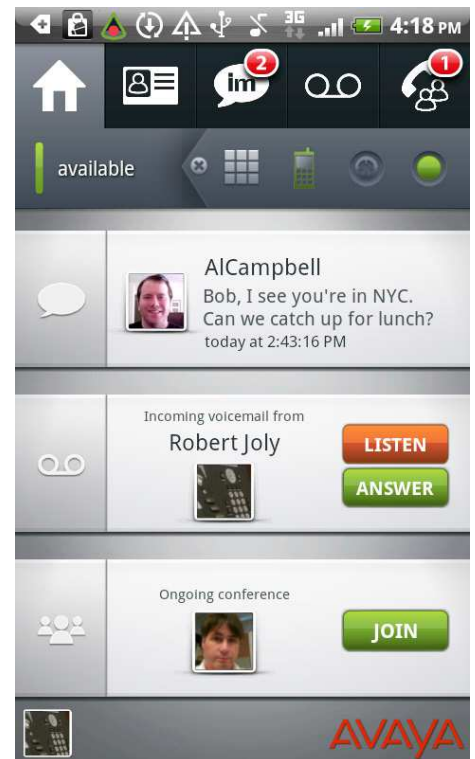 3G
4:18 PM
im
2
1
available
AlCampbell
Bob, I see you're in NYC.
Can we catch up for lunch?
today at 2:43:16 PM
Incoming voicemail from
Robert Joly
LISTEN
ANSWER
Ongoing conference
JOIN
AVAYA